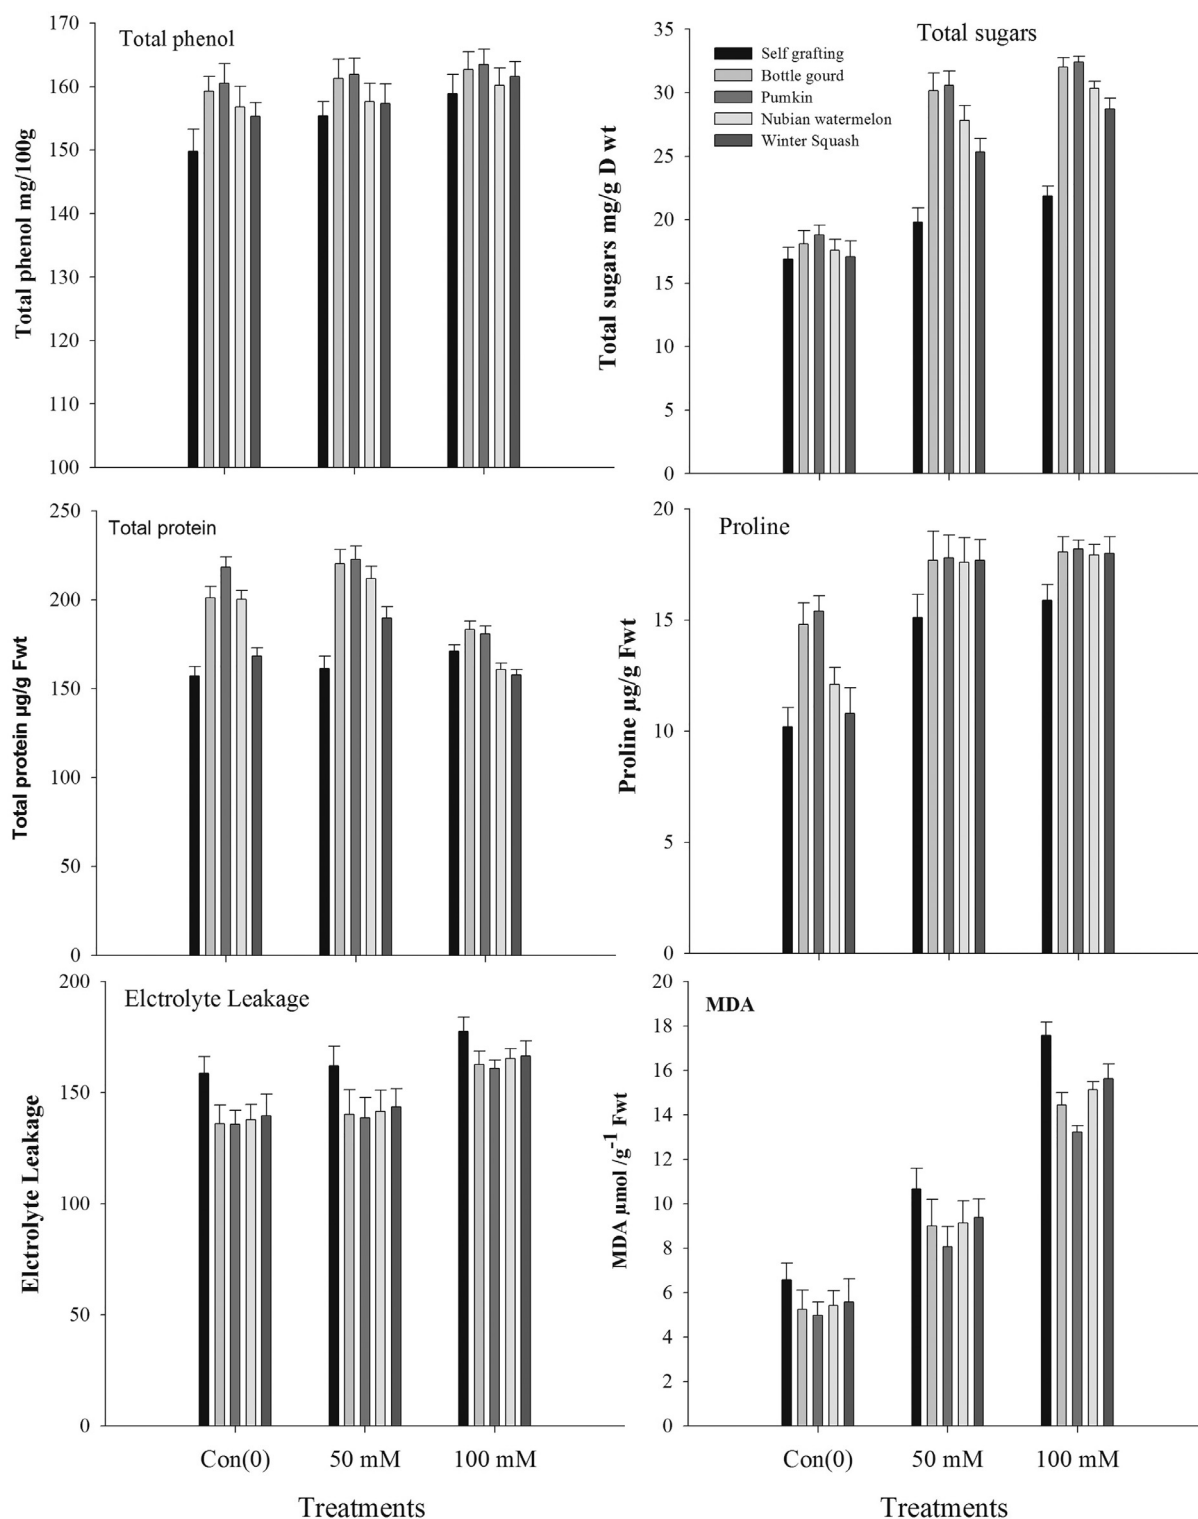 Total phenol
Total phenol mg/100g
170
160
150
140
130
120
110
100
Total sugars
Self grafting
Bottle gourd
Pumkin
Nubian watermelon
Winter Squash
Total sugars mg/g D wt
35
30
25
20
15
10
5
0
Total protein
Total protein µg/g Fwt
250
200
150
100
50
0
Proline
Proline µg/g Fwt
20
15
10
5
0
Elctrolyte Leakage
Elctrolyte Leakage
200
150
100
50
0
Con(0) 50 mM 100 mM
Treatments
MDA
MDA µmol /g-1 Fwt
20
18
16
14
12
10
8
6
4
2
0
Con(0) 50 mM 100 mM
Treatments